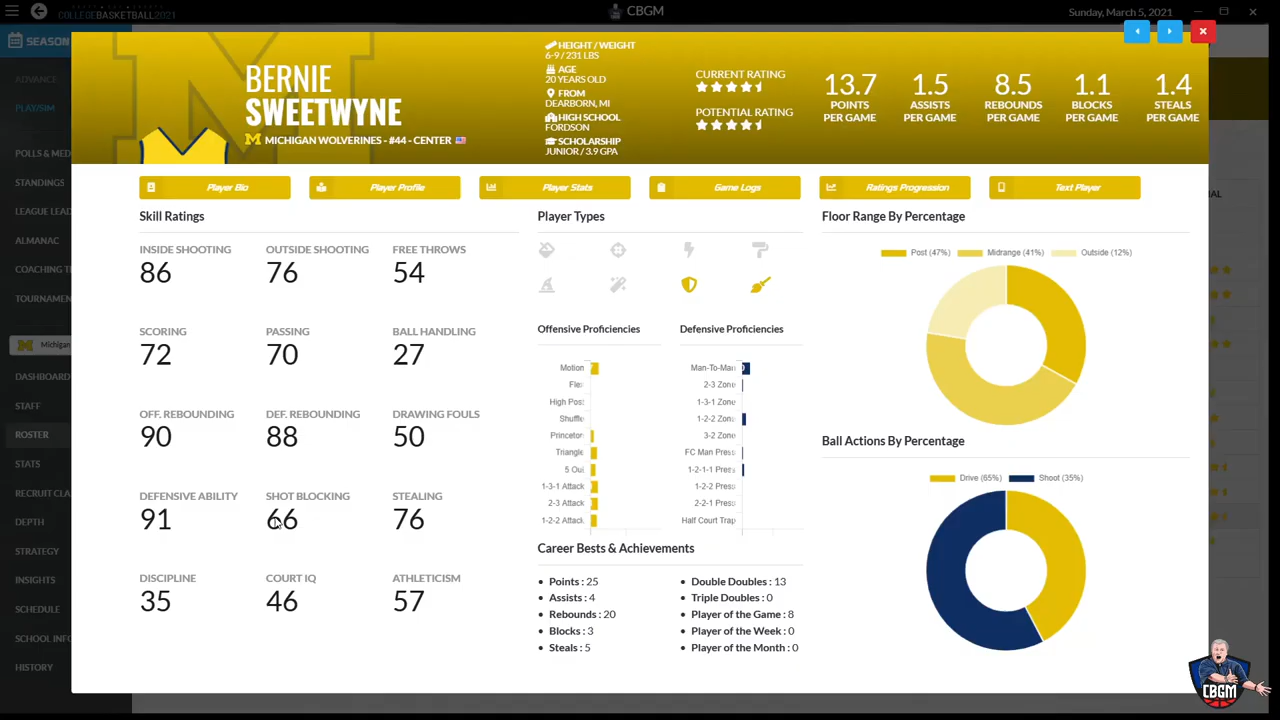 COLLEGEBASKETBALL2021
CBGM
Sunday, March 5, 2021
SEASON
ADVANCE
PLAY/SIM
POLLS & MED
STANDINGS
LEAGUE LEAD
ALMANAC
COACHING T
TOURNAMEN
Michigan
DASHBOARD
STAFF
ROSTER
STATS
RECRUIT CLA
DEPTH
STRATEGY
INSIGHTS
SCHEDULE
SCHOOL INFO
HISTORY
BERNIE
SWEETWYNE
MICHIGAN WOLVERINES - #44 - CENTER
HEIGHT / WEIGHT
6-9 / 231 LBS
AGE
20 YEARS OLD
FROM
DEARBORN, MI
HIGH SCHOOL
FORDSON
SCHOLARSHIP
JUNIOR / 3.9 GPA
CURRENT RATING
POTENTIAL RATING
13.7 1.5 8.5 1.1 1.4
POINTS ASSISTS REBOUNDS BLOCKS STEALS
PER GAME PER GAME PER GAME PER GAME PER GAME
Player Bio Player Profile Player Stats Game Logs Ratings Progression Text Player
Skill Ratings
INSIDE SHOOTING OUTSIDE SHOOTING FREE THROWS
86 76 54
SCORING PASSING BALL HANDLING
72 70 27
OFF. REBOUNDING DEF. REBOUNDING DRAWING FOULS
90 88 50
DEFENSIVE ABILITY SHOT BLOCKING STEALING
91 66 76
DISCIPLINE COURT IQ ATHLETICISM
35 46 57
Player Types
Offensive Proficiencies
Motion
Flex
High Post
Shuffle
Princeton
Triangle
5 Out
1-3-1 Attack
2-3 Attack
1-2-2 Attack
Defensive Proficiencies
Man-To-Man
2-3 Zone
1-3-1 Zone
1-2-2 Zone
3-2 Zone
FC Man Press
1-2-1-1 Press
1-2-2 Press
2-2-1 Press
Half Court Trap
Career Bests & Achievements
Points : 25
Assists : 4
Rebounds : 20
Blocks : 3
Steals : 5
Double Doubles : 13
Triple Doubles : 0
Player of the Game : 8
Player of the Week : 0
Player of the Month : 0
Floor Range By Percentage
Post (47%) Midrange (41%) Outside (12%)
Ball Actions By Percentage
Drive (65%) Shoot (35%)
CBGM